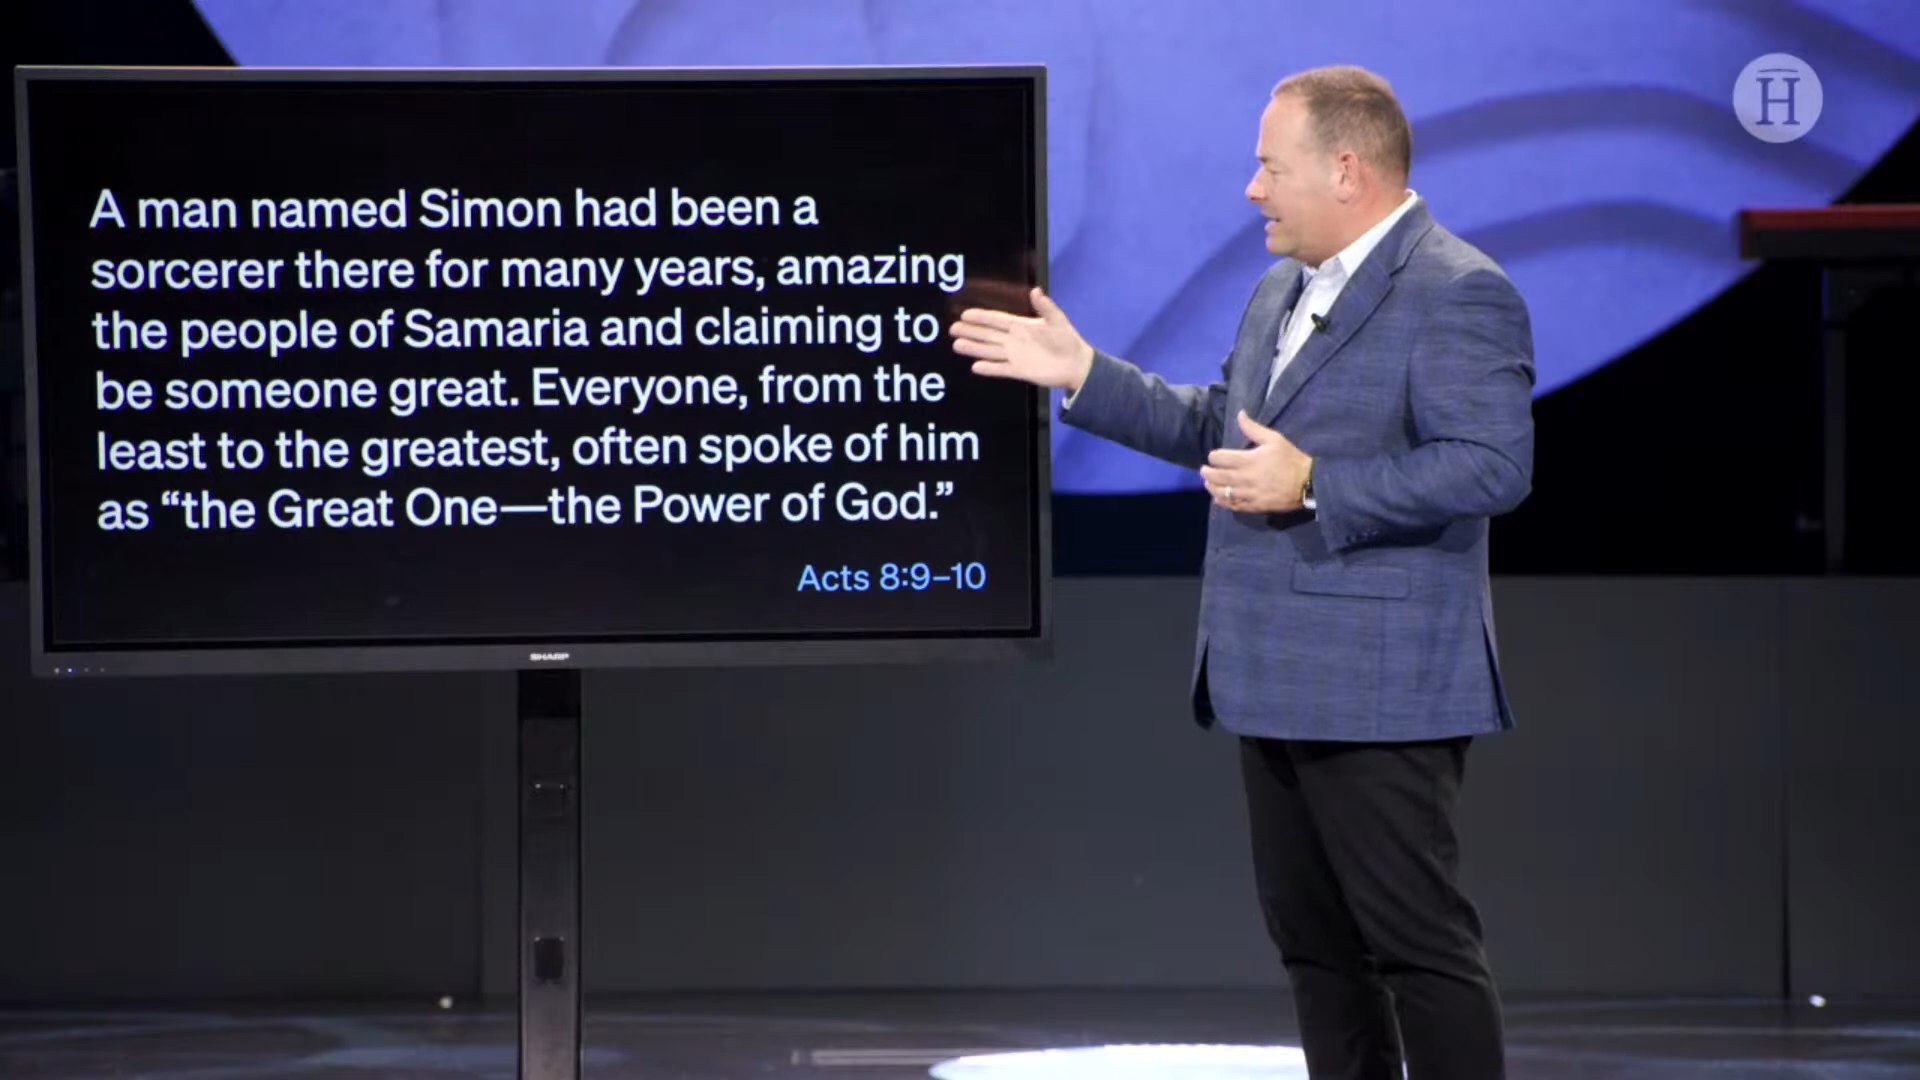 A man named Simon had been a
sorcerer there for many years, amazing
the people of Samaria and claiming to
be someone great. Everyone, from the
least to the greatest, often spoke of him
as “the Great One—the Power of God.”
Acts 8:9–10
SHARP
H